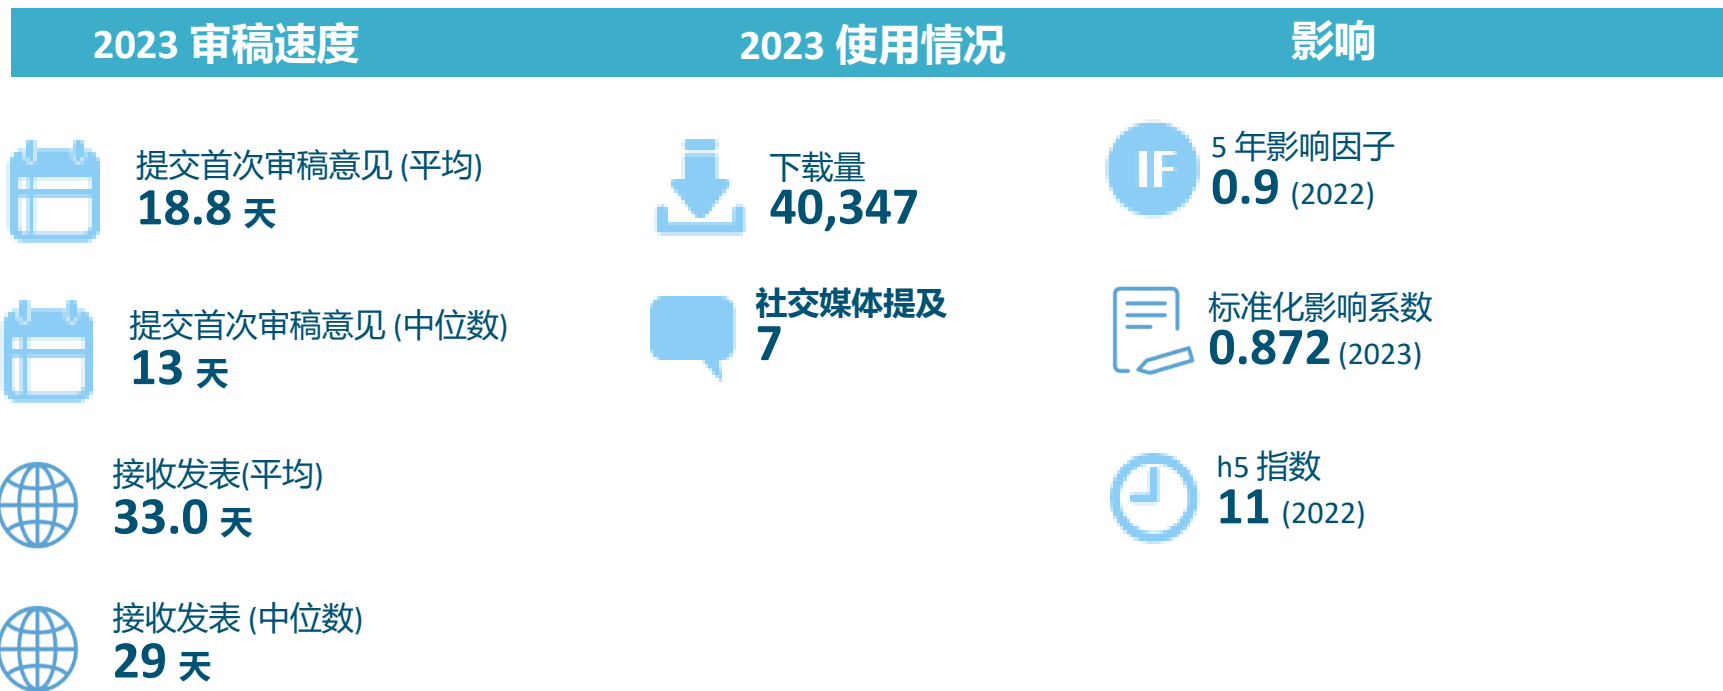 2023 审稿速度
2023 使用情况
影响
提交首次审稿意见 (平均)
18.8 天
提交首次审稿意见 (中位数)
13 天
接收发表(平均)
33.0 天
接收发表 (中位数)
29 天
下载量
40,347
社交媒体提及
7
IF
5 年影响因子
0.9 (2022)
标准化影响系数
0.872 (2023)
h5 指数
11 (2022)